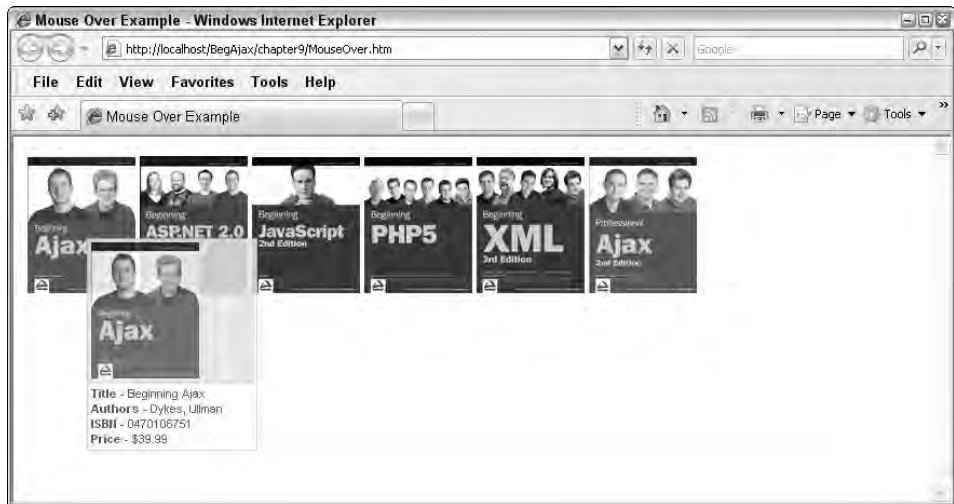 Mouse Over Example - Windows Internet Explorer
http://localhost/BegAjax/chapter9/MouseOver.htm
Google
File Edit View Favorites Tools Help
Mouse Over Example
Page Tools »
Beginning
Ajax
Beginning
ASP.NET 2.0
Beginning
JavaScript
2nd Edition
Beginning
PHP5
Beginning
XML
3rd Edition
Professional
Ajax
2nd Edition
Beginning
Ajax
Title - Beginning Ajax
Authors - Dykes, Ullman
ISBN - 0470106751
Price - $39.99